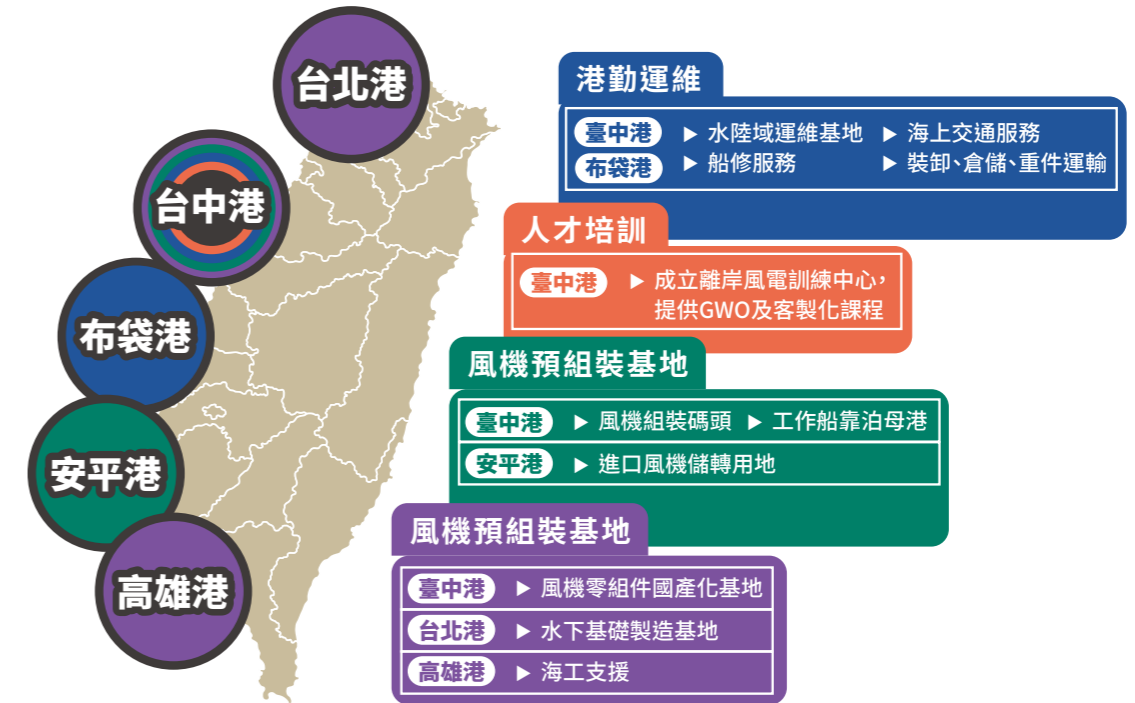 台北港
台中港
布袋港
安平港
高雄港
港勤運維
臺中港 ▶ 水陸域運維基地 ▶ 海上交通服務
布袋港 ▶ 船修服務 ▶ 裝卸、倉儲、重件運輸
人才培訓
臺中港 ▶ 成立離岸風電訓練中心,
提供GWO及客製化課程
風機預組裝基地
臺中港 ▶ 風機組裝碼頭 ▶ 工作船靠泊母港
安平港 ▶ 進口風機儲轉用地
風機預組裝基地
臺中港 ▶ 風機零組件國產化基地
台北港 ▶ 水下基礎製造基地
高雄港 ▶ 海工支援